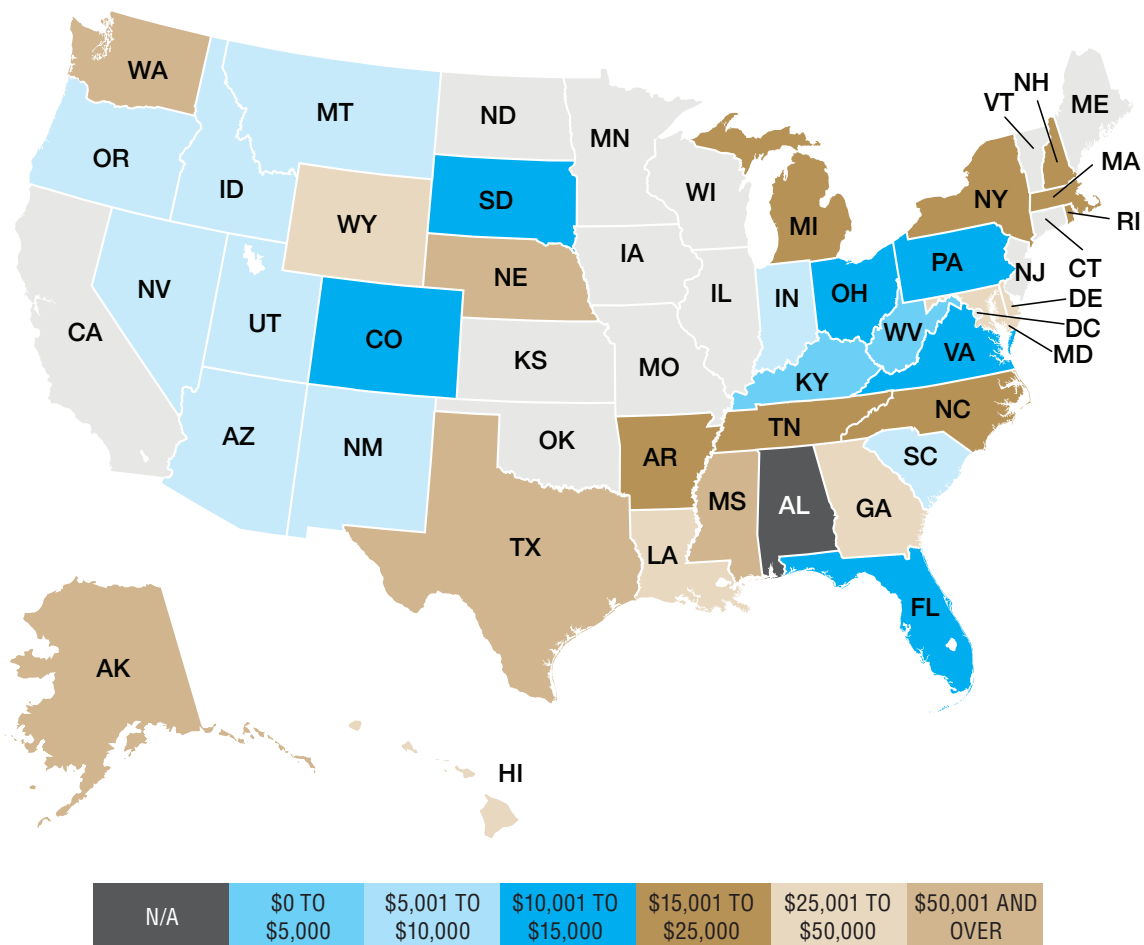 WA
MT
ND
MN
VT
NH
ME
OR
ID
SD
WI
MA
WY
NY
MI
RI
NV
NE
IA
PA
NJ
CT
UT
IL
IN
OH
DE
CA
CO
WV
DC
KS
MO
VA
MD
KY
AZ
NM
OK
TN
NC
AR
SC
MS
AL
GA
TX
LA
FL
AK
HI
N/A
$0 TO
$5,000
$5,001 TO
$10,000
$10,001 TO
$15,000
$15,001 TO
$25,000
$25,001 TO
$50,000
$50,001 AND
OVER